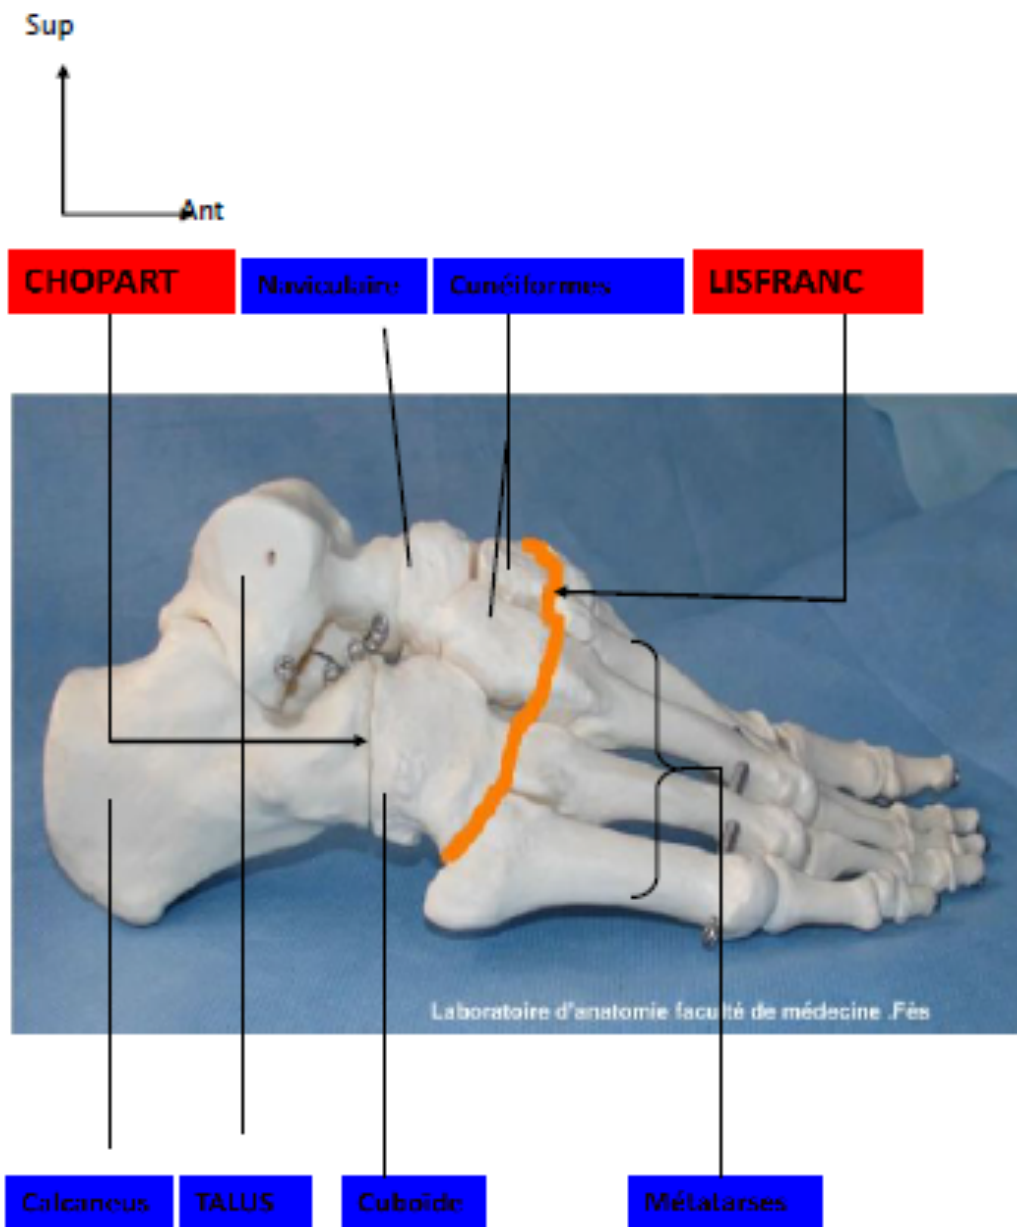 Sup
Ant
CHOPART
Naviculaire
Cunéiformes
LISFRANC
Laboratoire d'anatomie faculté de médecine .Fès
Calcaneus
TALUS
Cuboïde
Métatarses